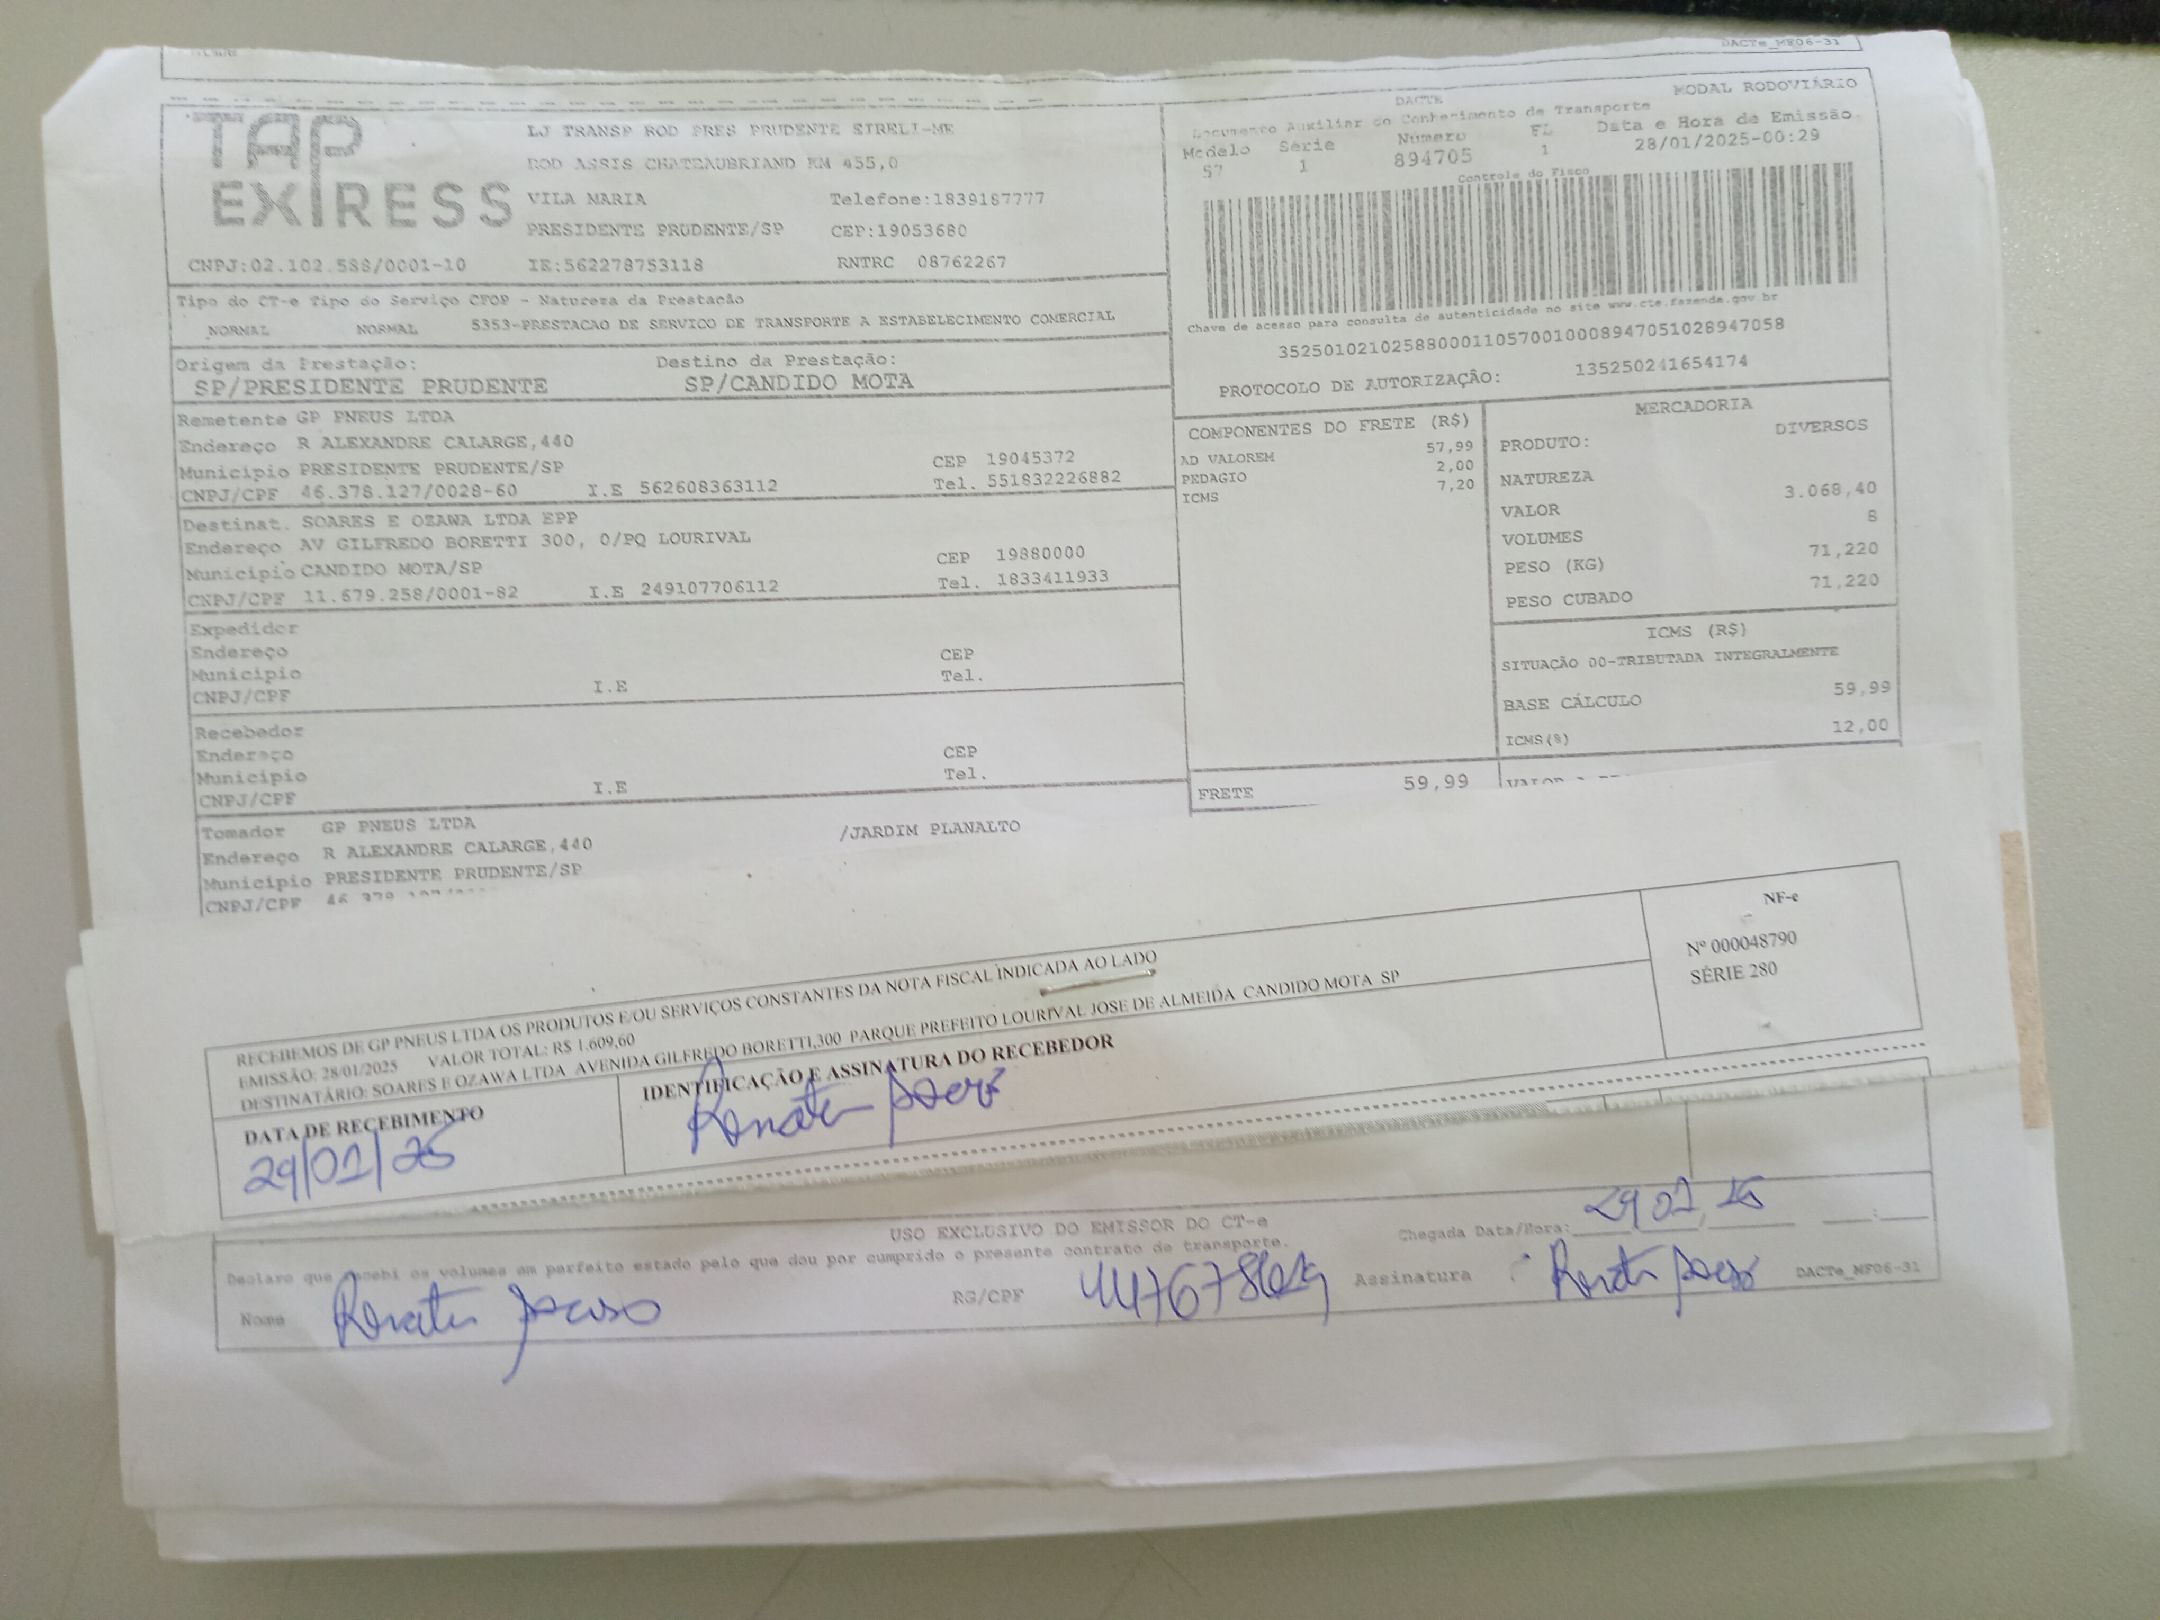 DACTe_MF06-31
TAP
EXPRESS
LJ TRANSP ROD PRES PRUDENTE EIRELI-ME
ROD ASSIS CHATEAUBRIAND KM 455,0
VILA MARIA Telefone:1839187777
PRESIDENTE PRUDENTE/SP CEP:19053680
CNPJ:02.102.588/0001-10 IE:562278753118 RNTRC 08762267
DACTE MODAL RODOVIÁRIO
Documento Auxiliar do Conhecimento de Transporte
Modelo Série Número FL Data e Hora de Emissão
57 1 894705 1 28/01/2025-00:29
Controle do Fisco
Chave de acesso para consulta de autenticidade no site www.cte.fazenda.gov.br
35250102102588000110570010008947051028947058
PROTOCOLO DE AUTORIZAÇÃO: 135250241654174
Tipo do CT-e Tipo do Serviço CFOP - Natureza da Prestação
NORMAL NORMAL 5353-PRESTACAO DE SERVICO DE TRANSPORTE A ESTABELECIMENTO COMERCIAL
Origem da Prestação: Destino da Prestação:
SP/PRESIDENTE PRUDENTE SP/CANDIDO MOTA
Remetente GP PNEUS LTDA
Endereço R ALEXANDRE CALARGE,440
Município PRESIDENTE PRUDENTE/SP CEP 19045372
CNPJ/CPF 46.378.127/0028-60 I.E 562608363112 Tel. 551832226882
Destinat. SOARES E OZAWA LTDA EPP
Endereço AV GILFREDO BORETTI 300, 0/PQ LOURIVAL
Município CANDIDO MOTA/SP CEP 19880000
CNPJ/CPF 11.679.258/0001-82 I.E 249107706112 Tel. 1833411933
Expedidor
Endereço
Município CEP
CNPJ/CPF I.E Tel.
Recebedor
Endereço
Município CEP
CNPJ/CPF I.E Tel.
Tomador GP PNEUS LTDA
Endereço R ALEXANDRE CALARGE,440 /JARDIM PLANALTO
Município PRESIDENTE PRUDENTE/SP
CNPJ/CPF
COMPONENTES DO FRETE (R$)
AD VALOREM 57,99
PEDAGIO 2,00
ICMS 7,20
FRETE 59,99
MERCADORIA
PRODUTO: DIVERSOS
NATUREZA
VALOR 3.068,40
VOLUMES 8
PESO (KG) 71,220
PESO CUBADO 71,220
ICMS (R$)
SITUAÇÃO 00-TRIBUTADA INTEGRALMENTE
BASE CÁLCULO 59,99
ICMS(%) 12,00
RECEBEMOS DE GP PNEUS LTDA OS PRODUTOS E/OU SERVIÇOS CONSTANTES DA NOTA FISCAL INDICADA AO LADO
EMISSÃO: 28/01/2025 VALOR TOTAL: R$ 1.609,60
DESTINATÁRIO: SOARES E OZAWA LTDA AVENIDA GILFREDO BORETTI,300 PARQUE PREFEITO LOURIVAL JOSE DE ALMEIDA CANDIDO MOTA SP
NF-e
Nº 000048790
SÉRIE 280
DATA DE RECEBIMENTO
29/01/25
IDENTIFICAÇÃO E ASSINATURA DO RECEBEDOR
USO EXCLUSIVO DO EMISSOR DO CT-e
Declaro que recebi os volumes em perfeito estado pelo que dou por cumprido o presente contrato de transporte.
Chegada Data/Hora: 29 01 25
Nome Renata
RG/CPF
Assinatura
DACTe_MF06-31